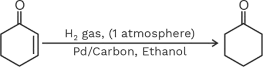 O
H₂ gas, (1 atmosphere)
O
Pd/Carbon, Ethanol